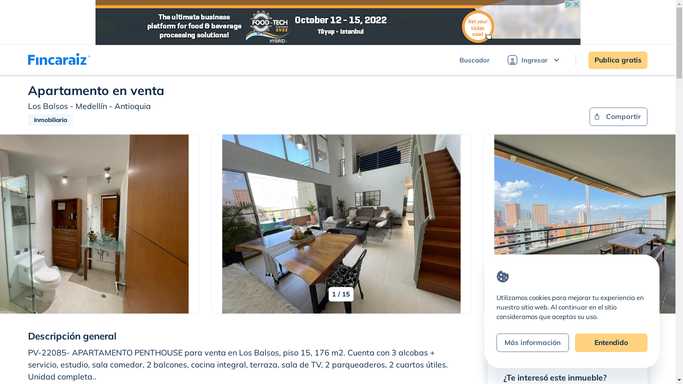 The ultimate business
platform for food & beverage
processing solutions!
FOOD-TECH
HYBRID
October 12 - 15, 2022
Tüyap - Istanbul
Fincaraíz
Buscador
Ingresar
Publica gratis
Apartamento en venta
Los Balsos - Medellín - Antioquia
Inmobiliaria
Compartir
1 / 15
Utilizamos cookies para mejorar tu experiencia en
nuestro sitio web. Al continuar en el sitio
consideramos que aceptas su uso.
Más información
Entendido
Descripción general
PV-22085- APARTAMENTO PENTHOUSE para venta en Los Balsos, piso 15, 176 m2. Cuenta con 3 alcobas +
servicio, estudio, sala comedor, 2 balcones, cocina integral, terraza, sala de TV, 2 parqueaderos, 2 cuartos útiles.
Unidad completa..
¿Te interesó este inmueble?